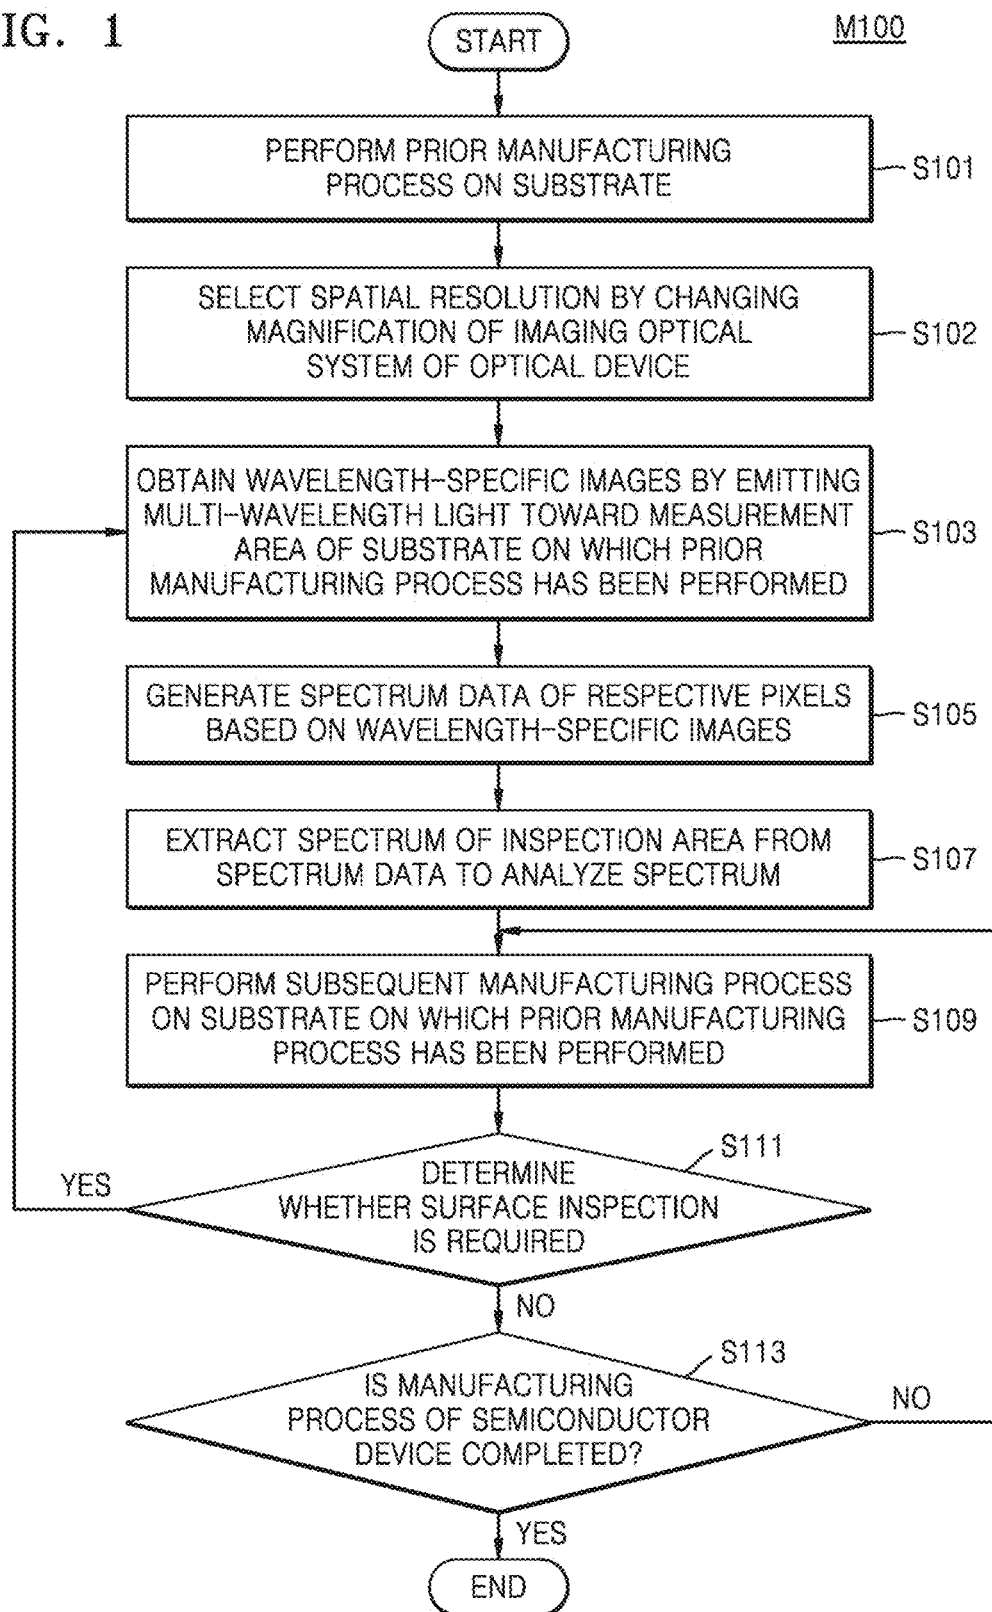 IG. 1
M100
START
PERFORM PRIOR MANUFACTURING
PROCESS ON SUBSTRATE
S101
SELECT SPATIAL RESOLUTION BY CHANGING
MAGNIFICATION OF IMAGING OPTICAL
SYSTEM OF OPTICAL DEVICE
S102
OBTAIN WAVELENGTH-SPECIFIC IMAGES BY EMITTING
MULTI-WAVELENGTH LIGHT TOWARD MEASUREMENT
AREA OF SUBSTRATE ON WHICH PRIOR
MANUFACTURING PROCESS HAS BEEN PERFORMED
S103
GENERATE SPECTRUM DATA OF RESPECTIVE PIXELS
BASED ON WAVELENGTH-SPECIFIC IMAGES
S105
EXTRACT SPECTRUM OF INSPECTION AREA FROM
SPECTRUM DATA TO ANALYZE SPECTRUM
S107
PERFORM SUBSEQUENT MANUFACTURING PROCESS
ON SUBSTRATE ON WHICH PRIOR MANUFACTURING
PROCESS HAS BEEN PERFORMED
S109
S111
YES
DETERMINE
WHETHER SURFACE INSPECTION
IS REQUIRED
NO
S113
IS MANUFACTURING
PROCESS OF SEMICONDUCTOR
DEVICE COMPLETED?
NO
YES
END